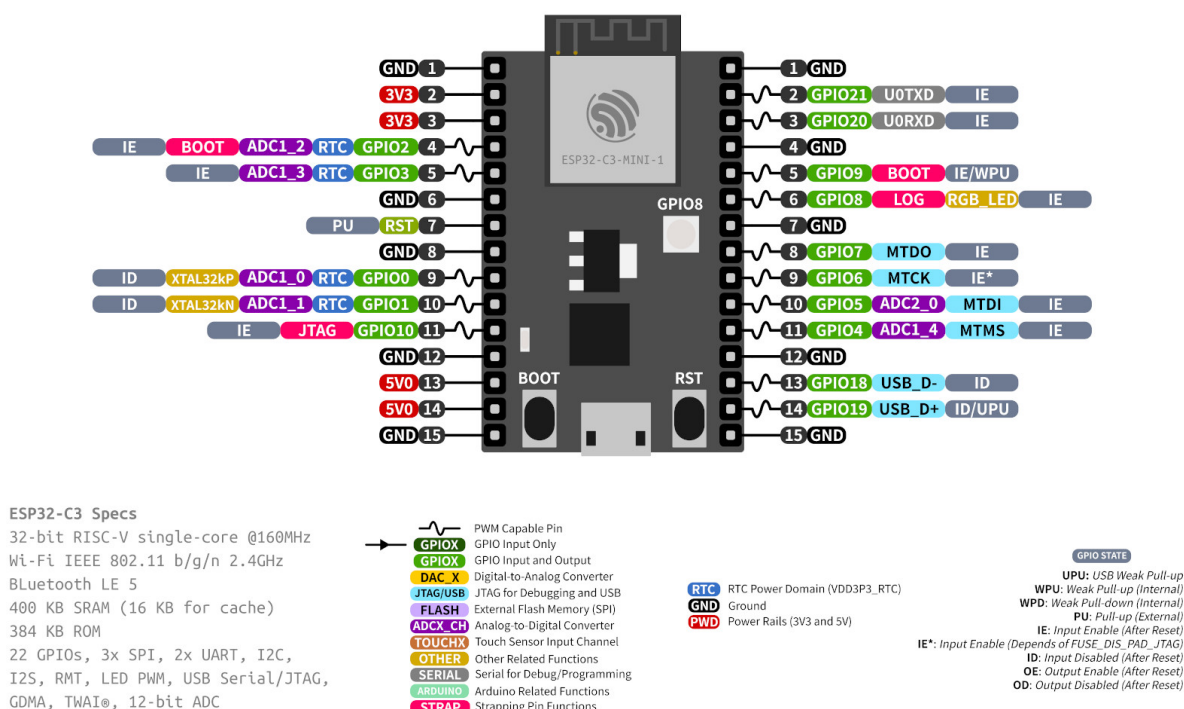 GND 1
3V3 2
3V3 3
IE BOOT ADC1_2 RTC GPIO2 4
IE ADC1_3 RTC GPIO3 5
GND 6
PU RST 7
GND 8
ID XTAL32kP ADC1_0 RTC GPIO0 9
ID XTAL32kN ADC1_1 RTC GPIO1 10
IE JTAG GPIO10 11
GND 12
5V0 13
5V0 14
GND 15
ESP32-C3-MINI-1
GPIO8
BOOT
RST
1 GND
2 GPIO21 U0TXD IE
3 GPIO20 U0RXD IE
4 GND
5 GPIO9 BOOT IE/WPU
6 GPIO8 LOG RGB_LED IE
7 GND
8 GPIO7 MTDO IE
9 GPIO6 MTCK IE*
10 GPIO5 ADC2_0 MTDI IE
11 GPIO4 ADC1_4 MTMS IE
12 GND
13 GPIO18 USB_D- ID
14 GPIO19 USB_D+ ID/UPU
15 GND
ESP32-C3 Specs
32-bit RISC-V single-core @160MHz
Wi-Fi IEEE 802.11 b/g/n 2.4GHz
BLuetooth LE 5
400 KB SRAM (16 KB for cache)
384 KB ROM
22 GPIOs, 3x SPI, 2x UART, I2C,
I2S, RMT, LED PWM, USB Serial/JTAG,
GDMA, TWAI®, 12-bit ADC
PWM Capable Pin
GPIOX GPIO Input Only
GPIOX GPIO Input and Output
DAC_X Digital-to-Analog Converter
JTAG/USB JTAG for Debugging and USB
FLASH External Flash Memory (SPI)
ADCX_CH Analog-to-Digital Converter
TOUCHX Touch Sensor Input Channel
OTHER Other Related Functions
SERIAL Serial for Debug/Programming
ARDUINO Arduino Related Functions
STRAP Strapping Pin Functions
RTC RTC Power Domain (VDD3P3_RTC)
GND Ground
PWD Power Rails (3V3 and 5V)
GPIO STATE
UPU: USB Weak Pull-up
WPU: Weak Pull-up (Internal)
WPD: Weak Pull-down (Internal)
PU: Pull-up (External)
IE: Input Enable (After Reset)
IE*: Input Enable (Depends of FUSE_DIS_PAD_JTAG)
ID: Input Disabled (After Reset)
OE: Output Enable (After Reset)
OD: Output Disabled (After Reset)